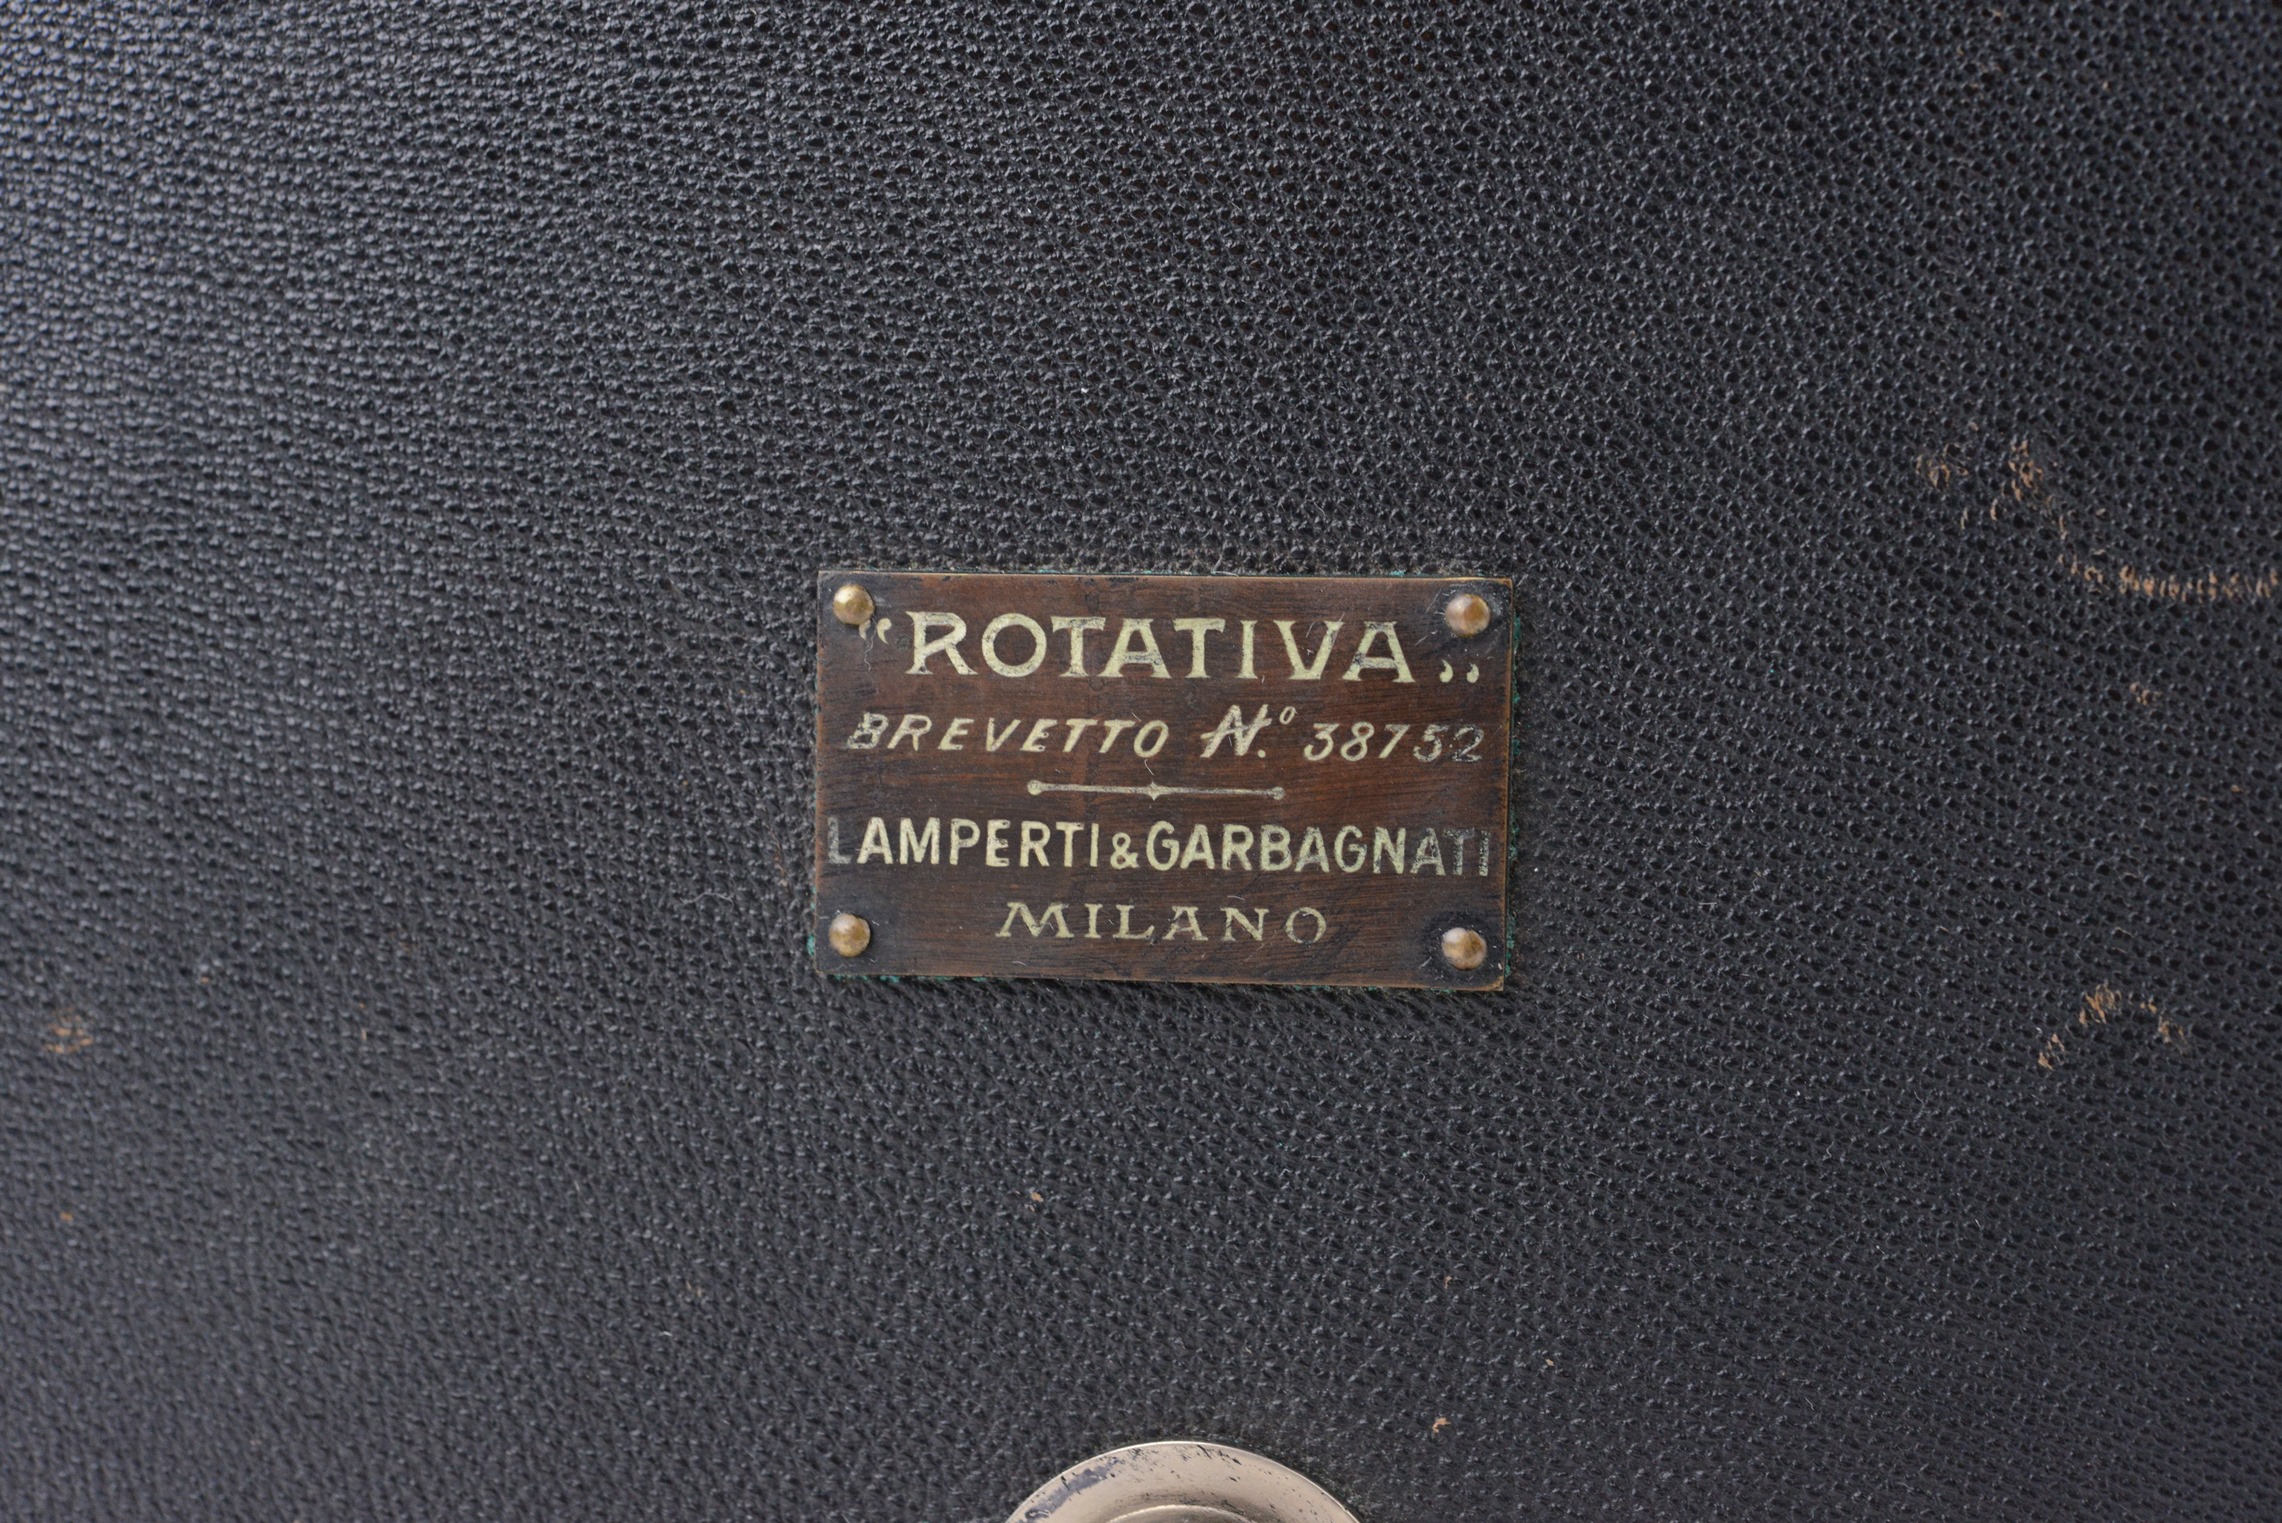 “ROTATIVA„
BREVETTO N.º 38752
LAMPERTI & GARBAGNATI
MILANO